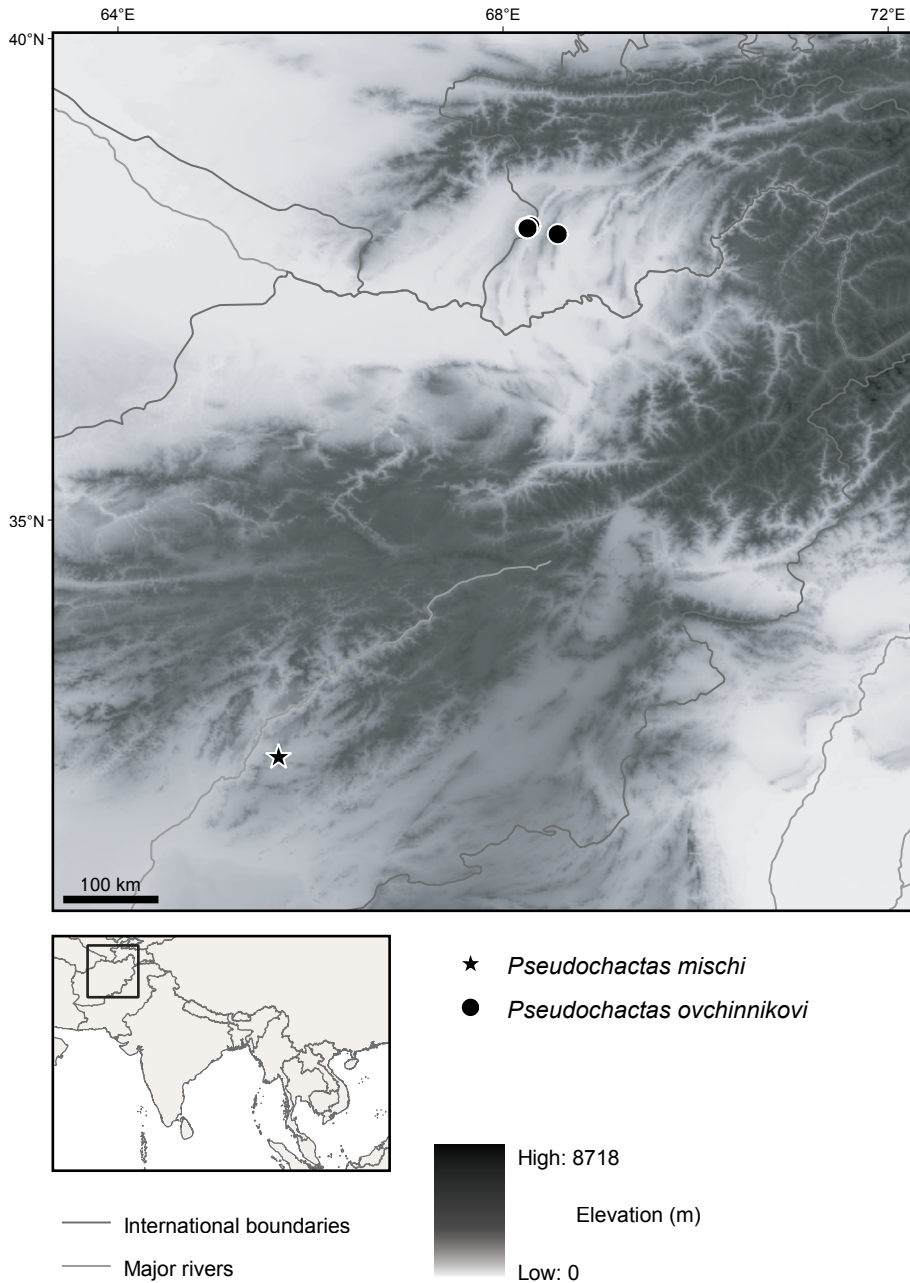 64°E
68°E
72°E
40°N
35°N
100 km
Pseudochactas mischi
Pseudochactas ovchinnikovi
High: 8718
Elevation (m)
Low: 0
International boundaries
Major rivers